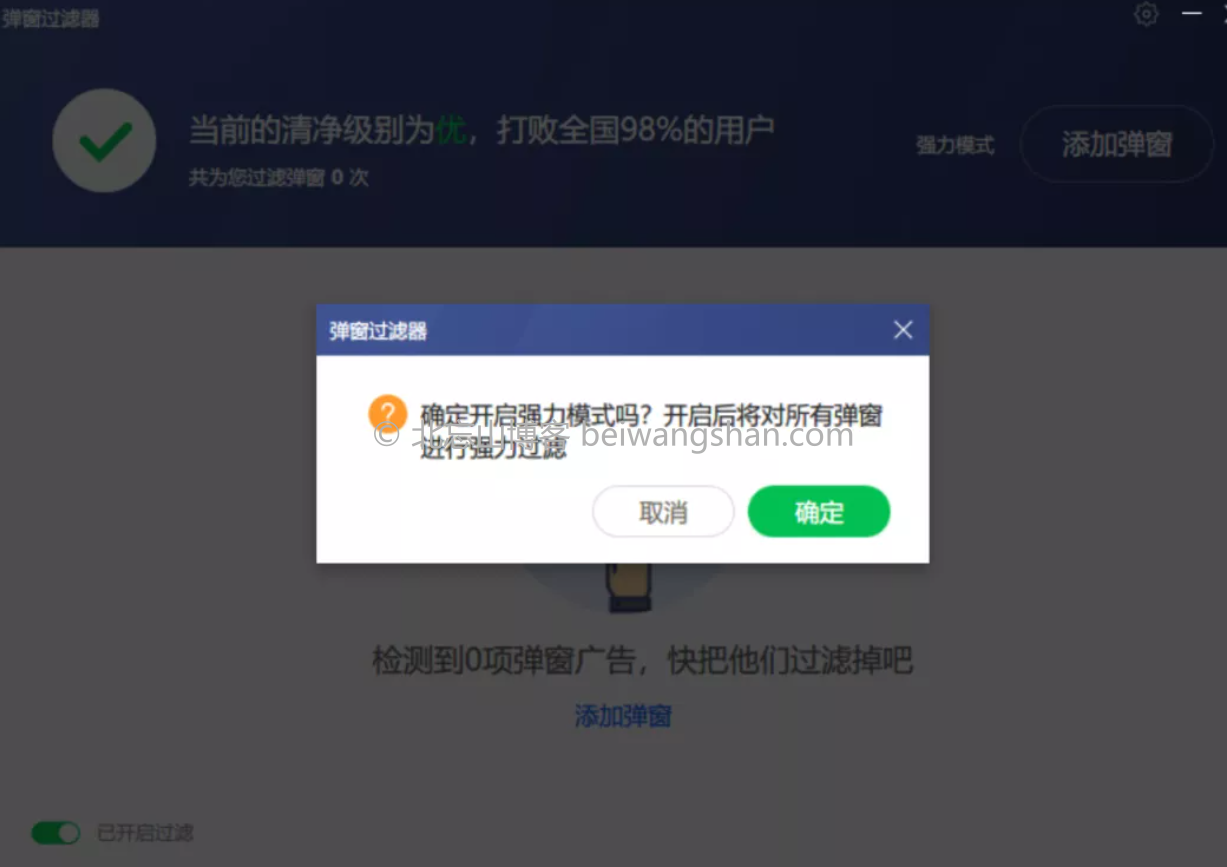 弹窗过滤器
当前的清净级别为优，打败全国98%的用户
共为您过滤弹窗 0 次
强力模式
添加弹窗
弹窗过滤器
确定开启强力模式吗？开启后将对所有弹窗
进行强力过滤
© 北忘山博客 beiwangshan.com
取消
确定
检测到0项弹窗广告，快把他们过滤掉吧
添加弹窗
已开启过滤